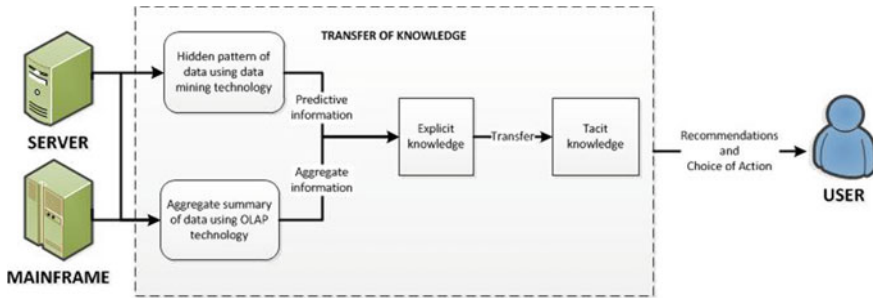 TRANSFER OF KNOWLEDGE
Hidden pattern of
data using data
mining technology
SERVER
Predictive
information
Explicit
knowledge
Transfer
Tacit
knowledge
Recommendations
and
Choice of Action
USER
Aggregate
information
Aggregate summary
of data using OLAP
technology
MAINFRAME